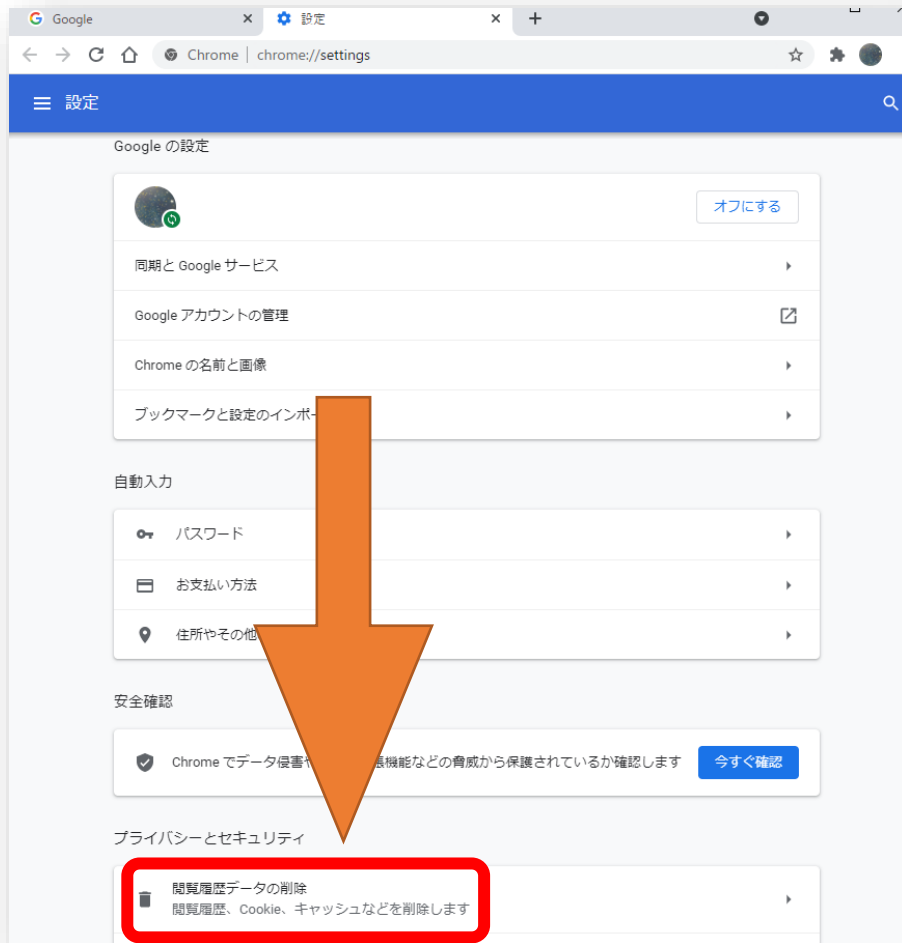 Google
設定
Chrome | chrome://settings
設定
Google の設定
オフにする
同期と Google サービス
Google アカウントの管理
Chrome の名前と画像
ブックマークと設定のインポー
自動入力
パスワード
お支払い方法
住所やその他
安全確認
Chrome でデータ侵害や 機能などの脅威から保護されているか確認します
今すぐ確認
プライバシーとセキュリティ
閲覧履歴データの削除
閲覧履歴、Cookie、キャッシュなどを削除します